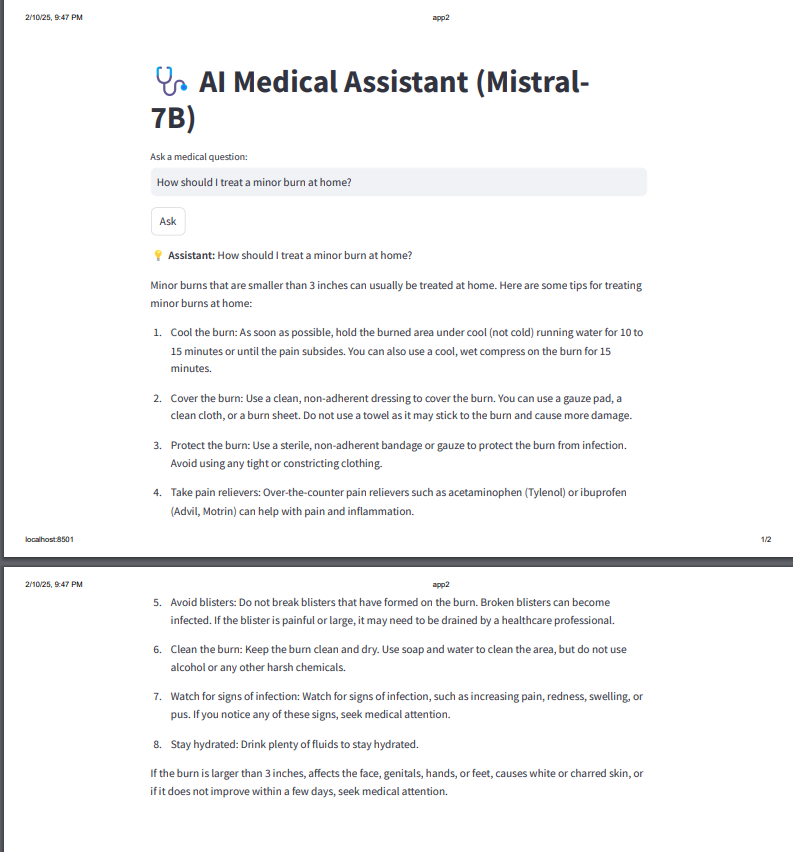 2/10/25, 9:47 PM app2
AI Medical Assistant (Mistral-
7B)
Ask a medical question:
How should I treat a minor burn at home?
Ask
Assistant: How should I treat a minor burn at home?
Minor burns that are smaller than 3 inches can usually be treated at home. Here are some tips for treating
minor burns at home:
1. Cool the burn: As soon as possible, hold the burned area under cool (not cold) running water for 10 to
15 minutes or until the pain subsides. You can also use a cool, wet compress on the burn for 15
minutes.
2. Cover the burn: Use a clean, non-adherent dressing to cover the burn. You can use a gauze pad, a
clean cloth, or a burn sheet. Do not use a towel as it may stick to the burn and cause more damage.
3. Protect the burn: Use a sterile, non-adherent bandage or gauze to protect the burn from infection.
Avoid using any tight or constricting clothing.
4. Take pain relievers: Over-the-counter pain relievers such as acetaminophen (Tylenol) or ibuprofen
(Advil, Motrin) can help with pain and inflammation.
localhost:8501 1/2
2/10/25, 9:47 PM app2
5. Avoid blisters: Do not break blisters that have formed on the burn. Broken blisters can become
infected. If the blister is painful or large, it may need to be drained by a healthcare professional.
6. Clean the burn: Keep the burn clean and dry. Use soap and water to clean the area, but do not use
alcohol or any other harsh chemicals.
7. Watch for signs of infection: Watch for signs of infection, such as increasing pain, redness, swelling, or
pus. If you notice any of these signs, seek medical attention.
8. Stay hydrated: Drink plenty of fluids to stay hydrated.
If the burn is larger than 3 inches, affects the face, genitals, hands, or feet, causes white or charred skin, or
if it does not improve within a few days, seek medical attention.